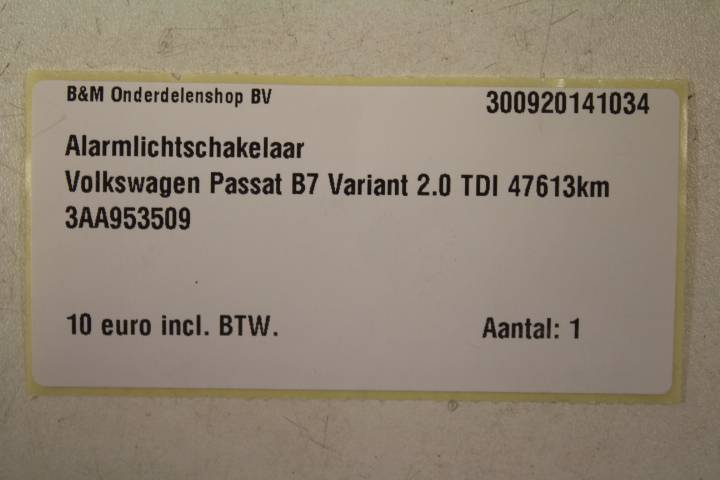 B&M Onderdelenshop BV 300920141034
Alarmlichtschakelaar
Volkswagen Passat B7 Variant 2.0 TDI 47613km
3AA953509
10 euro incl. BTW. Aantal: 1